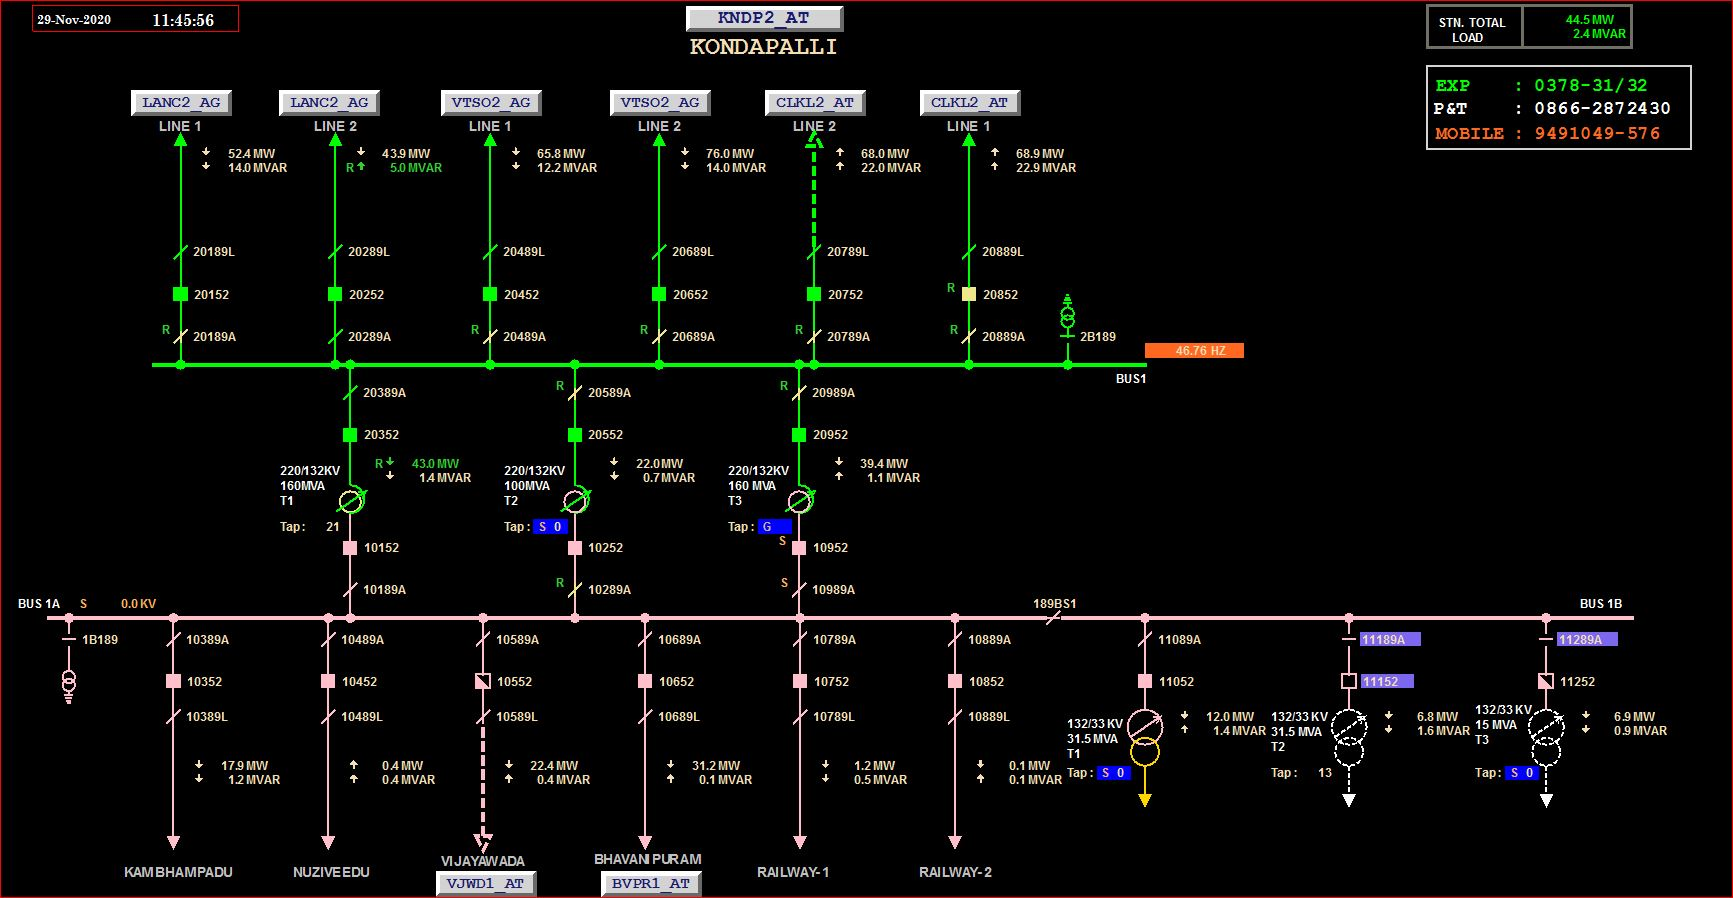 29-Nov-2020 11:45:56
KNDP2_AT
KONDAPALLI
STN. TOTAL LOAD 44.5 MW 2.4 MVAR
EXP : 0378-31/32
P&T : 0866-2872430
MOBILE : 9491049-576
LANC2_AG LANC2_AG VTSO2_AG VTSO2_AG CLKL2_AT CLKL2_AT
LINE 1 LINE 2 LINE 1 LINE 2 LINE 2 LINE 1
52.4 MW 43.9 MW 65.8 MW 76.0 MW 68.0 MW 68.9 MW
14.0 MVAR R 5.0 MVAR 12.2 MVAR 14.0 MVAR 22.0 MVAR 22.9 MVAR
20189L 20289L 20489L 20689L 20789L 20889L
R
20152 20252 20452 20652 20752 20852
R R R R R
20189A 20289A 20489A 20689A 20789A 20889A 2B189
46.76 HZ
BUS1
R R
20389A 20589A 20989A
20352 20552 20952
R 43.0 MW 22.0 MW 39.4 MW
220/132KV 1.4 MVAR 220/132KV 0.7 MVAR 220/132KV 1.1 MVAR
160MVA 100MVA 160 MVA
T1 T2 T3
Tap: 21 Tap: S 0 Tap: G
S
10152 10252 10952
R S
10189A 10289A 10989A
BUS 1A S 0.0 KV 189BS1 BUS 1B
1B189 10389A 10489A 10589A 10689A 10789A 10889A 11089A 11189A 11289A
10352 10452 10552 10652 10752 10852 11052 11152 11252
10389L 10489L 10589L 10689L 10789L 10889L
132/33 KV 12.0 MW 132/33 KV 6.8 MW 132/33 KV 6.9 MW
31.5 MVA 1.4 MVAR 31.5 MVA 1.6 MVAR 15 MVA 0.9 MVAR
T1 T2 T3
17.9 MW 0.4 MW 22.4 MW 31.2 MW 1.2 MW 0.1 MW Tap: S 0 Tap: 13 Tap: S 0
1.2 MVAR 0.4 MVAR 0.4 MVAR 0.1 MVAR 0.5 MVAR 0.1 MVAR
KAMBHAMPADU NUZIVEEDU VIJAYAWADA BHAVANIPURAM RAILWAY-1 RAILWAY-2
VJWD1_AT BVPR1_AT